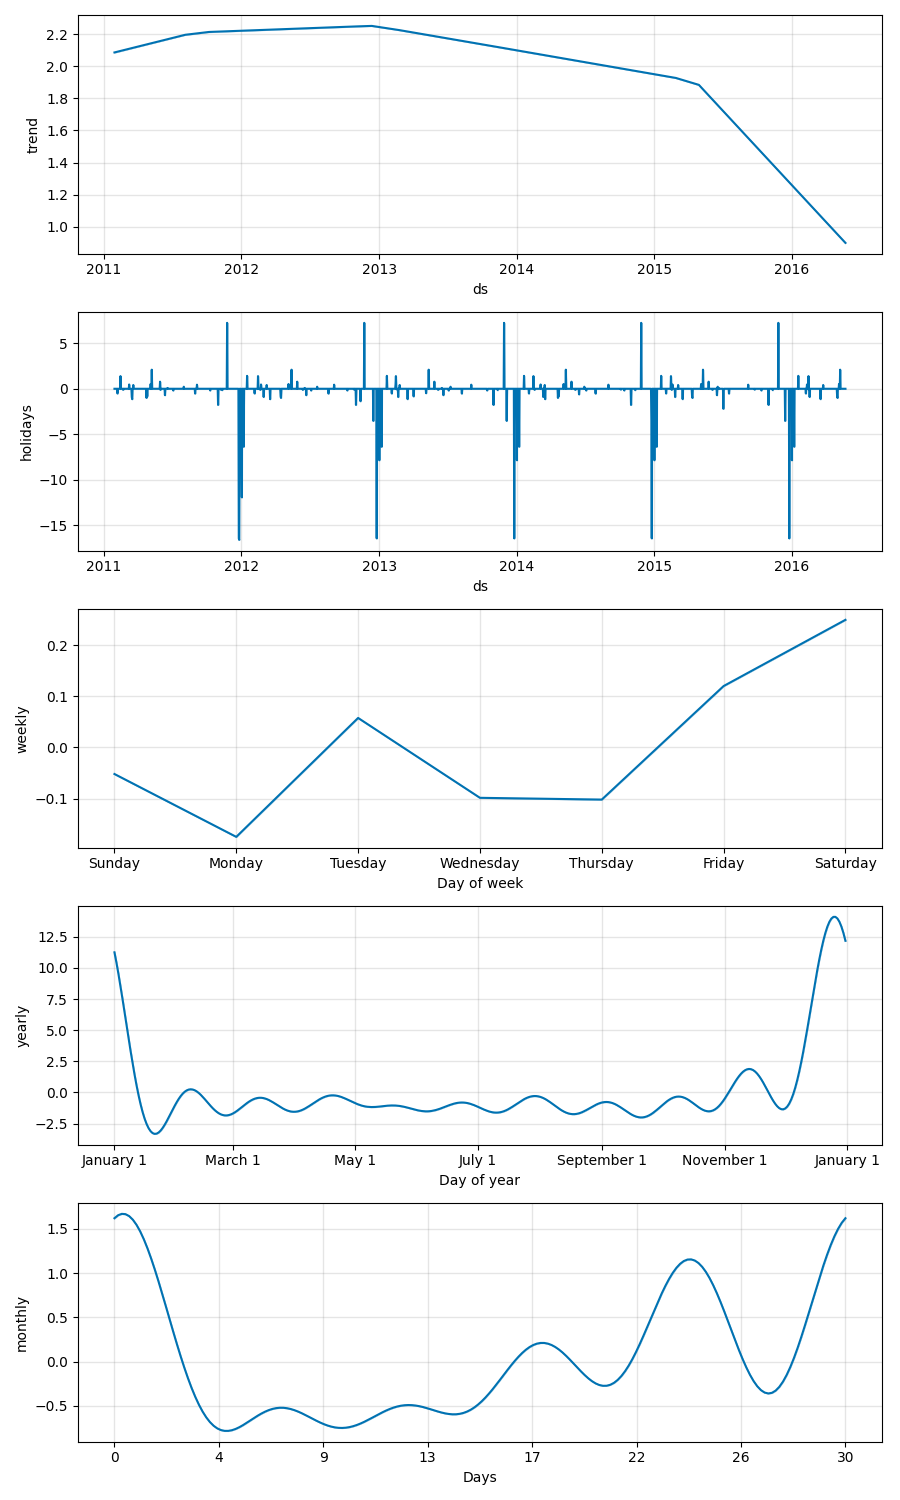 2.2
2.0
1.8
1.6
1.4
1.2
1.0
trend
2011 2012 2013 2014 2015 2016
ds
5
0
−5
−10
−15
holidays
2011 2012 2013 2014 2015 2016
ds
0.2
0.1
0.0
−0.1
weekly
Sunday Monday Tuesday Wednesday Thursday Friday Saturday
Day of week
12.5
10.0
7.5
5.0
2.5
0.0
−2.5
yearly
January 1 March 1 May 1 July 1 September 1 November 1 January 1
Day of year
1.5
1.0
0.5
0.0
−0.5
monthly
0 4 9 13 17 22 26 30
Days